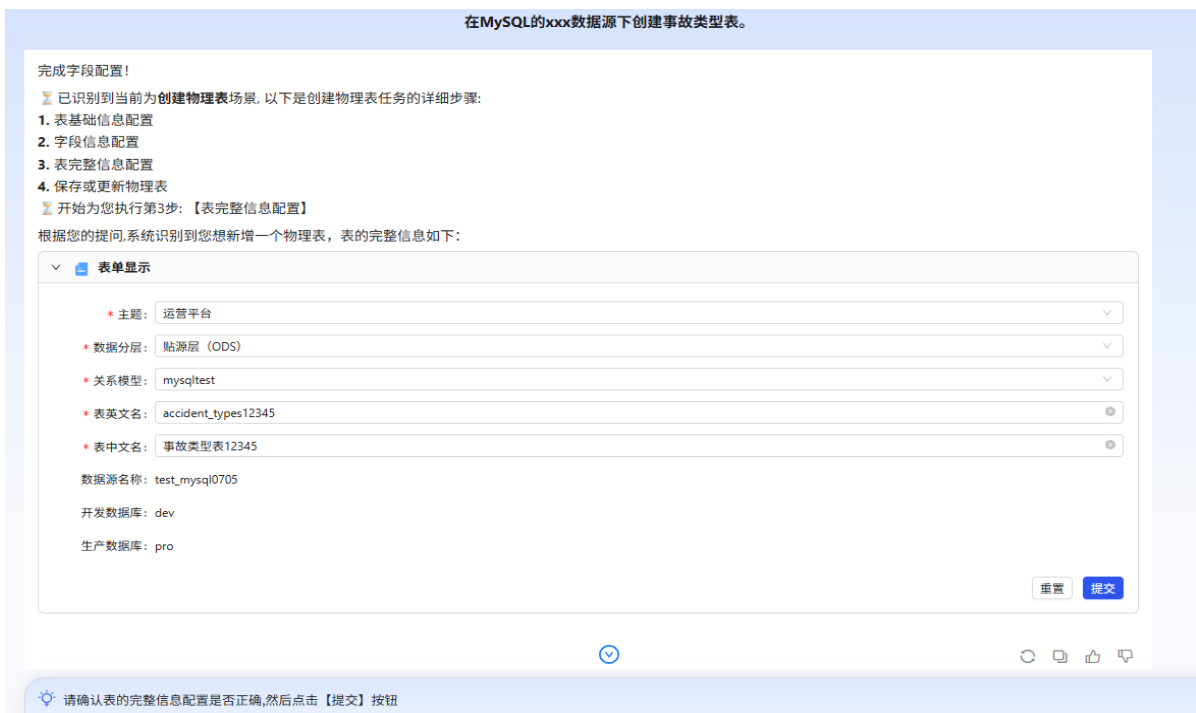 在MySQL的xxx数据源下创建事故类型表。
完成字段配置！
已识别到当前为创建物理表场景, 以下是创建物理表任务的详细步骤:
1. 表基础信息配置
2. 字段信息配置
3. 表完整信息配置
4. 保存或更新物理表
开始为您执行第3步: 【表完整信息配置】
根据您的提问,系统识别到您想新增一个物理表，表的完整信息如下：
表单显示
* 主题： 运营平台
* 数据分层： 贴源层（ODS）
* 关系模型： mysqltest
* 表英文名： accident_types12345
* 表中文名： 事故类型表12345
数据源名称： test_mysql0705
开发数据库： dev
生产数据库： pro
重置 提交
请确认表的完整信息配置是否正确,然后点击【提交】按钮